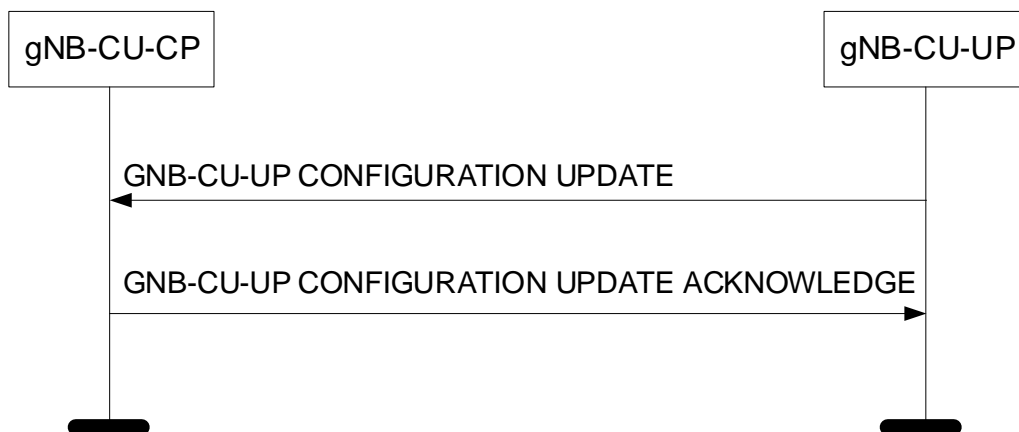 gNB-CU-CP
gNB-CU-UP
GNB-CU-UP CONFIGURATION UPDATE
GNB-CU-UP CONFIGURATION UPDATE ACKNOWLEDGE